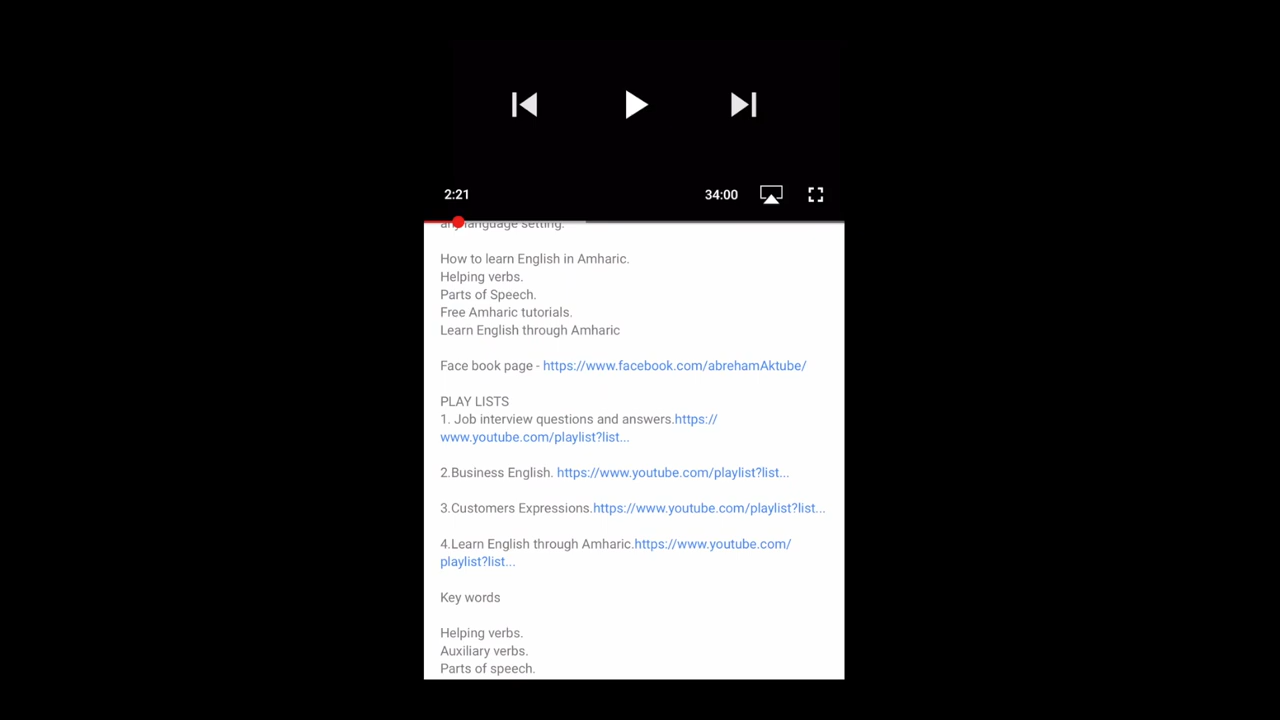 2:21
34:00
any language setting.
How to learn English in Amharic.
Helping verbs.
Parts of Speech.
Free Amharic tutorials.
Learn English through Amharic
Face book page - https://www.facebook.com/abrehamAktube/
PLAY LISTS
1. Job interview questions and answers.https://
www.youtube.com/playlist?list...
2.Business English. https://www.youtube.com/playlist?list...
3.Customers Expressions.https://www.youtube.com/playlist?list...
4.Learn English through Amharic.https://www.youtube.com/
playlist?list...
Key words
Helping verbs.
Auxiliary verbs.
Parts of speech.